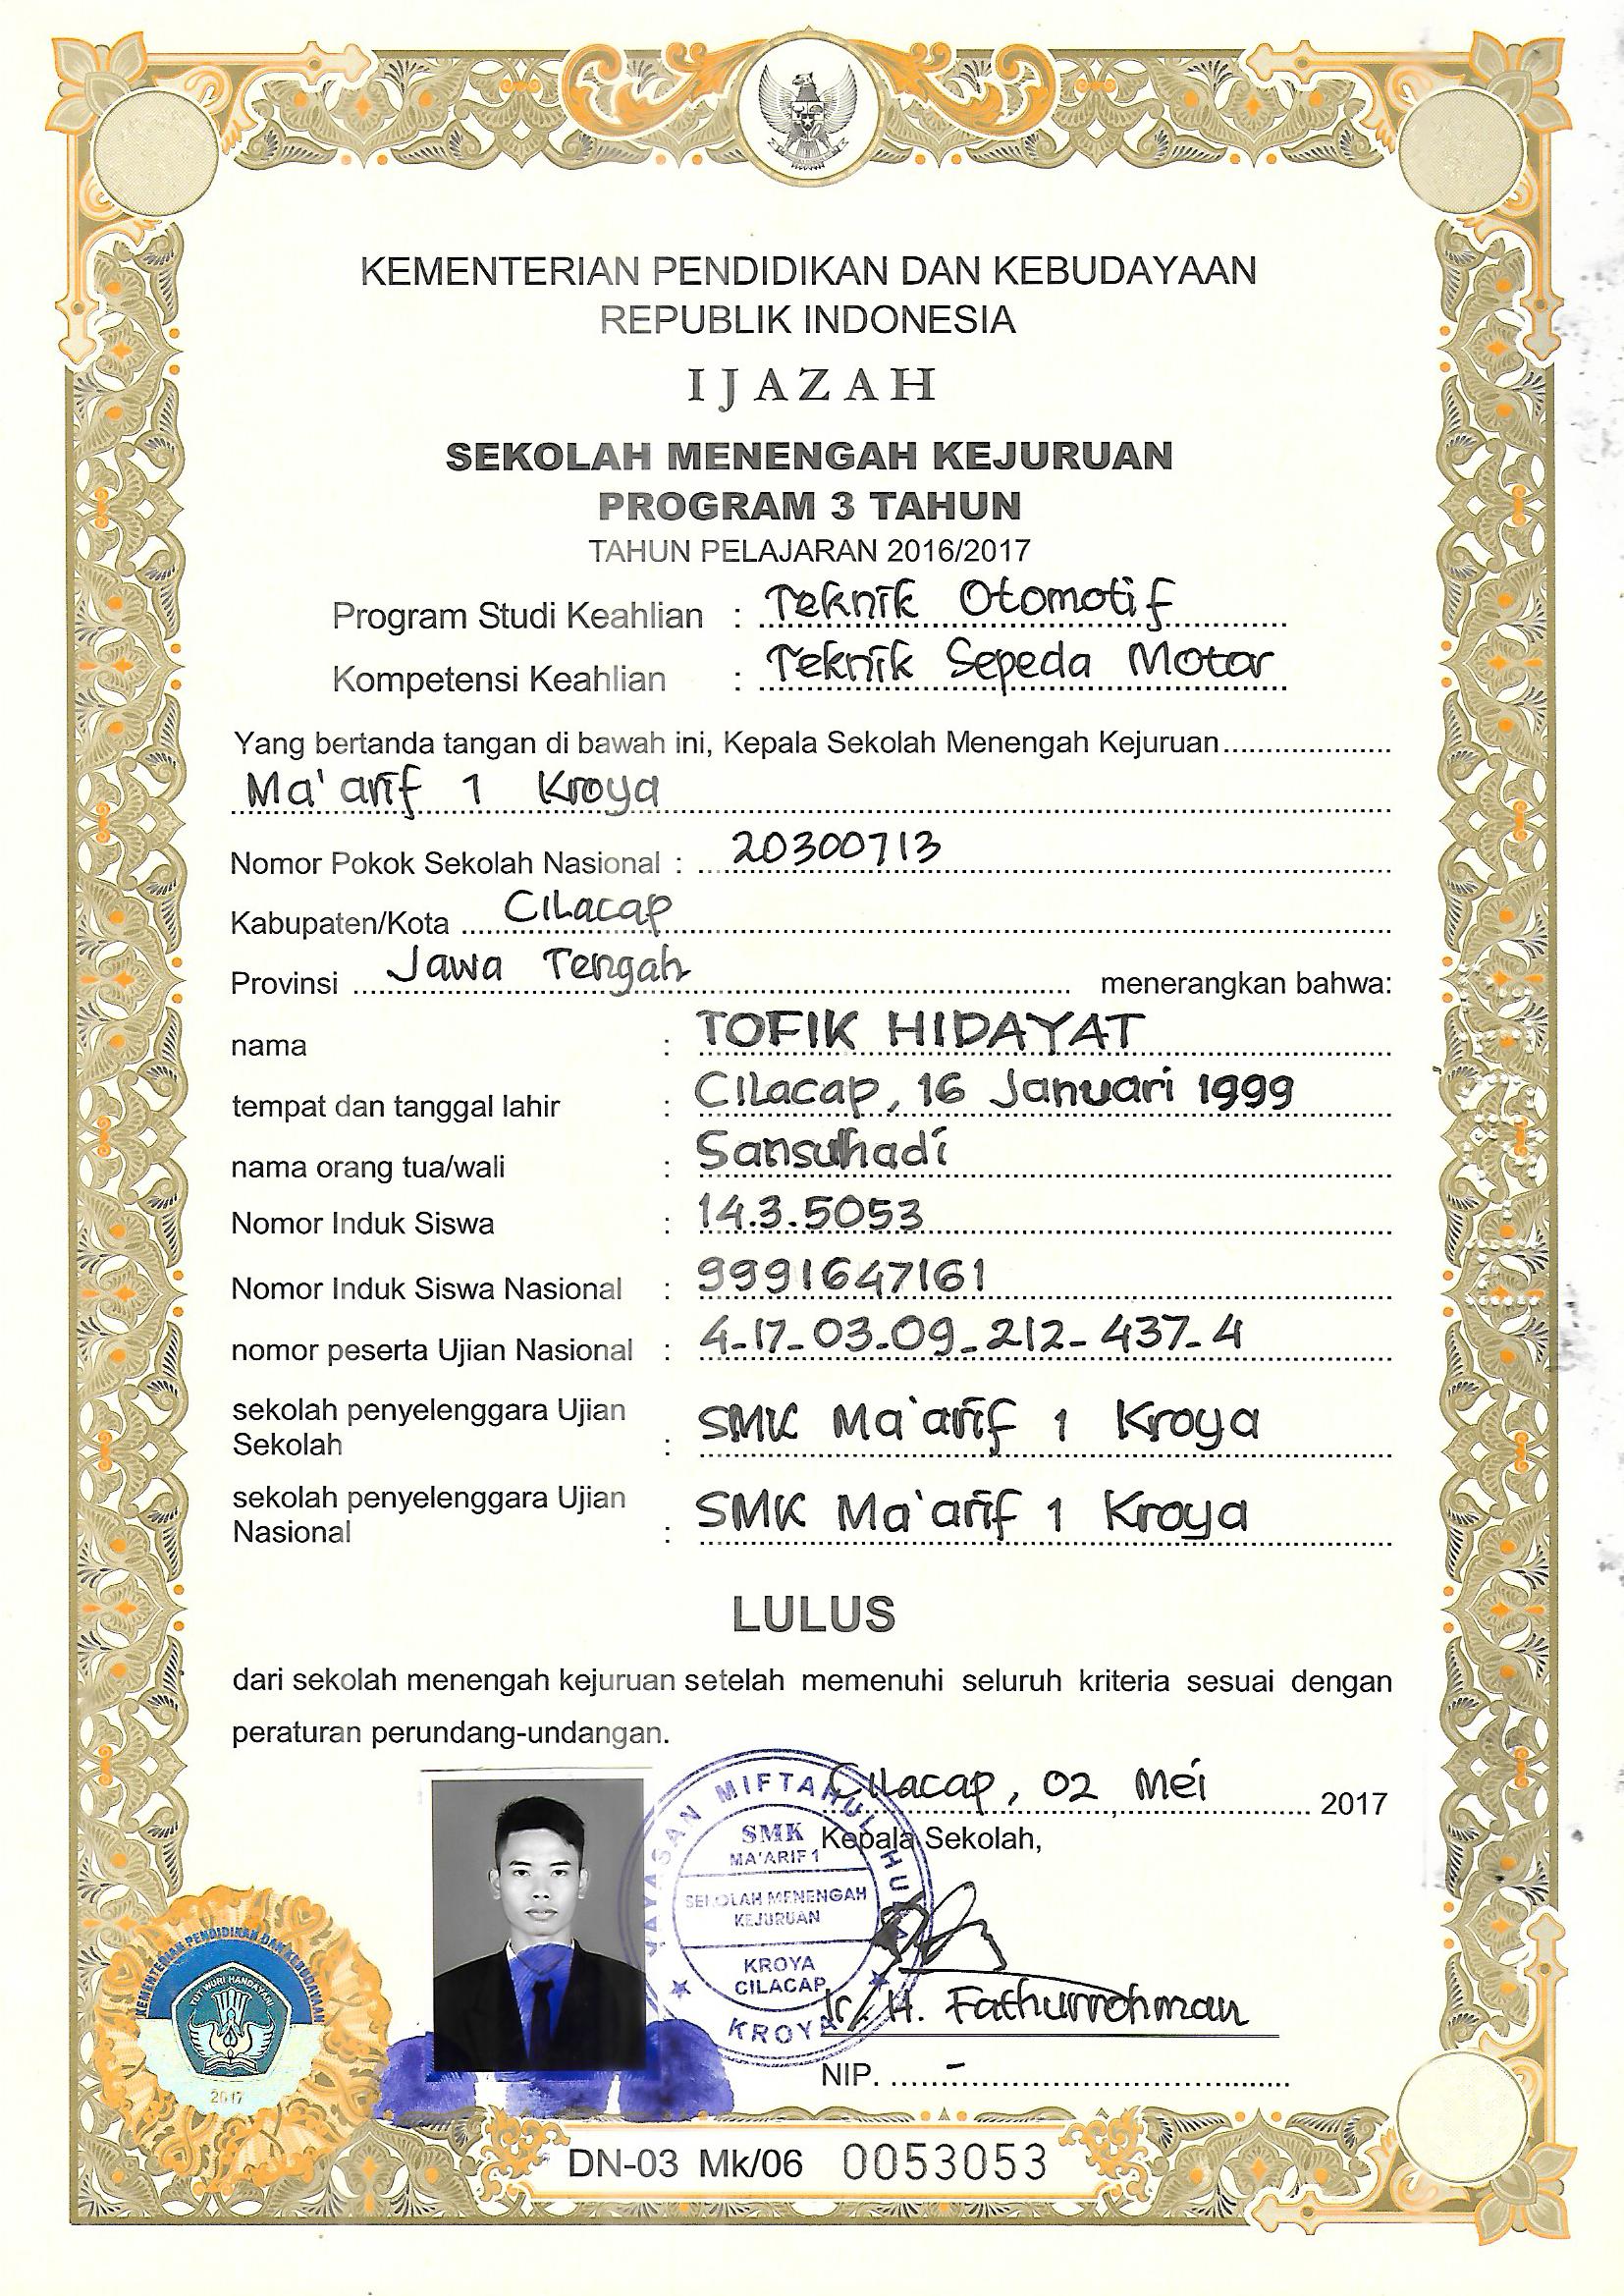 KEMENTERIAN PENDIDIKAN DAN KEBUDAYAAN
REPUBLIK INDONESIA
IJAZAH
SEKOLAH MENENGAH KEJURUAN
PROGRAM 3 TAHUN
TAHUN PELAJARAN 2016/2017
Program Studi Keahlian : Teknik Otomotif
Kompetensi Keahlian : Teknik Sepeda Motor
Yang bertanda tangan di bawah ini, Kepala Sekolah Menengah Kejuruan
Ma'arif 1 Kroya
Nomor Pokok Sekolah Nasional : 20300713
Kabupaten/Kota Cilacap
Provinsi Jawa Tengah menerangkan bahwa:
nama : TOFIK HIDAYAT
tempat dan tanggal lahir : Cilacap, 16 Januari 1999
nama orang tua/wali : Sansulhadi
Nomor Induk Siswa : 14.3.5053
Nomor Induk Siswa Nasional : 9991647161
nomor peserta Ujian Nasional : 4-17-03-09-212-437-4
sekolah penyelenggara Ujian
Sekolah : SMK Ma'arif 1 Kroya
sekolah penyelenggara Ujian
Nasional : SMK Ma'arif 1 Kroya
LULUS
dari sekolah menengah kejuruan setelah memenuhi seluruh kriteria sesuai dengan
peraturan perundang-undangan.
Cilacap, 02 Mei 2017
Kepala Sekolah,
YAYASAN MIFTAHUL HUDA
SMK
MA'ARIF 1
SEKOLAH MENENGAH
KEJURUAN
KROYA
CILACAP
KROYA
Ir. H. Fathurrohman
NIP. -
KEMENTERIAN PENDIDIKAN DAN KEBUDAYAAN
TUT WURI HANDAYANI
2017
DN-03 Mk/06 0053053